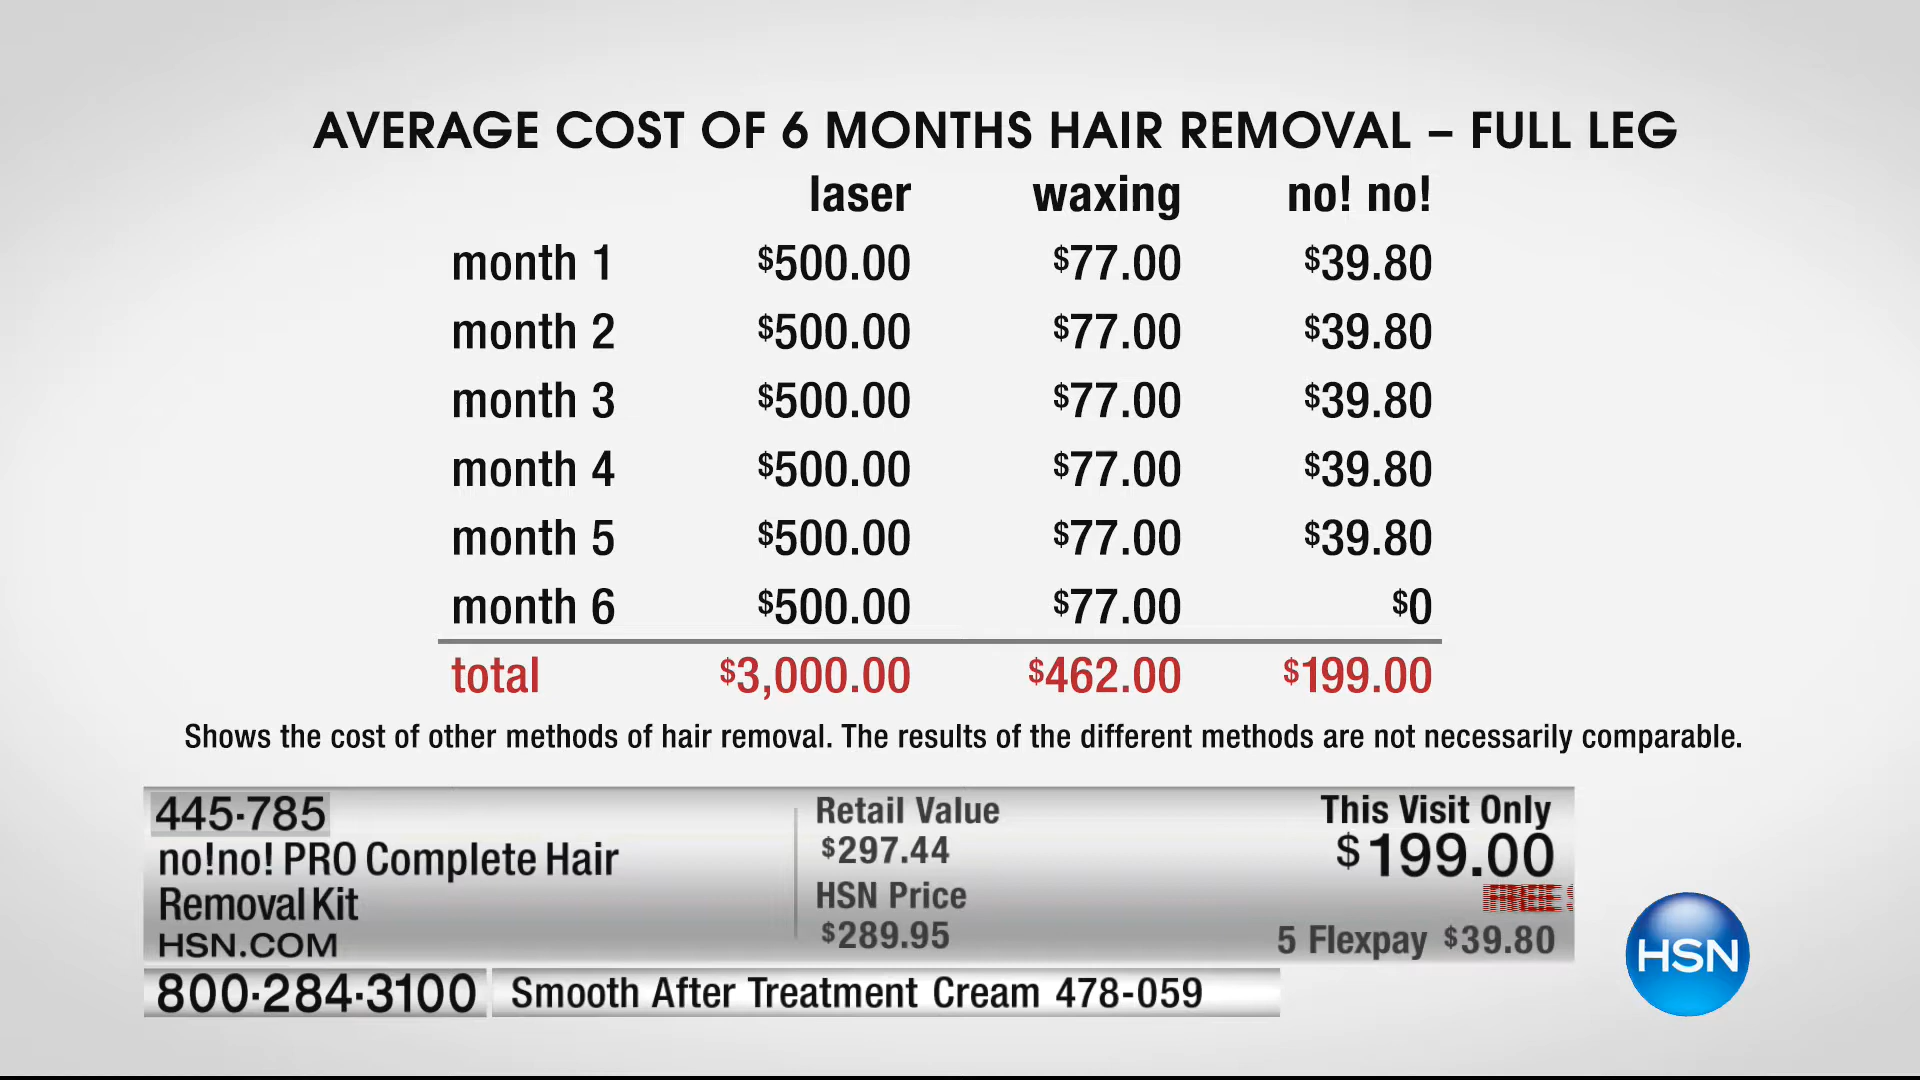 AVERAGE COST OF 6 MONTHS HAIR REMOVAL – FULL LEG
laser waxing no! no!
month 1 $500.00 $77.00 $39.80
month 2 $500.00 $77.00 $39.80
month 3 $500.00 $77.00 $39.80
month 4 $500.00 $77.00 $39.80
month 5 $500.00 $77.00 $39.80
month 6 $500.00 $77.00 $0
total $3,000.00 $462.00 $199.00
Shows the cost of other methods of hair removal. The results of the different methods are not necessarily comparable.
445-785
no!no! PRO Complete Hair
Removal Kit
HSN.COM
Retail Value
$297.44
HSN Price
$289.95
This Visit Only
$199.00
FREE
5 Flexpay $39.80
HSN
800-284-3100
Smooth After Treatment Cream 478-059